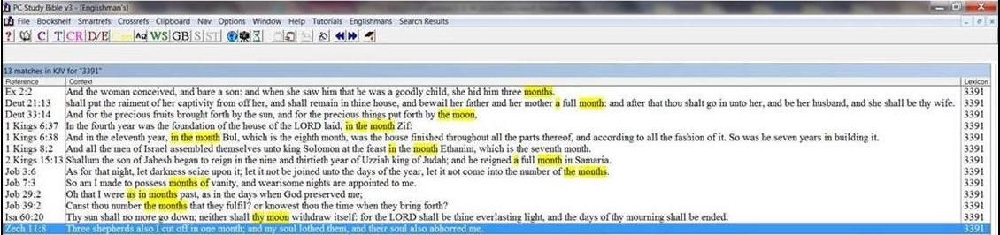 PC Study Bible v3 - [Englishman's]
File Bookshelf Smartrefs Crossrefs Clipboard Nav Options Window Help Tutorials Englishmans Search Results
? C T CR D/E WS GB S ST
13 matches in KJV for "3391"
Reference Context Lexicon
Ex 2:2 And the woman conceived, and bare a son: and when she saw him that he was a goodly child, she hid him three months. 3391
Deut 21:13 shall put the raiment of her captivity from off her, and shall remain in thine house, and bewail her father and her mother a full month: and after that thou shalt go in unto her, and be her husband, and she shall be thy wife. 3391
Deut 33:14 And for the precious fruits brought forth by the sun, and for the precious things put forth by the moon, 3391
1 Kings 6:37 In the fourth year was the foundation of the house of the LORD laid, in the month Zif: 3391
1 Kings 6:38 And in the eleventh year, in the month Bul, which is the eighth month, was the house finished throughout all the parts thereof, and according to all the fashion of it. So was he seven years in building it. 3391
1 Kings 8:2 And all the men of Israel assembled themselves unto king Solomon at the feast in the month Ethanim, which is the seventh month. 3391
2 Kings 15:13 Shallum the son of Jabesh began to reign in the nine and thirtieth year of Uzziah king of Judah; and he reigned a full month in Samaria. 3391
Job 3:6 As for that night, let darkness seize upon it; let it not be joined unto the days of the year, let it not come into the number of the months. 3391
Job 7:3 So am I made to possess months of vanity, and wearisome nights are appointed to me. 3391
Job 29:2 Oh that I were as in months past, as in the days when God preserved me; 3391
Job 39:2 Canst thou number the months that they fulfil? or knowest thou the time when they bring forth? 3391
Isa 60:20 Thy sun shall no more go down; neither shall thy moon withdraw itself: for the LORD shall be thine everlasting light, and the days of thy mourning shall be ended. 3391
Zech 11:8 Three shepherds also I cut off in one month; and my soul lothed them, and their soul also abhorred me. 3391